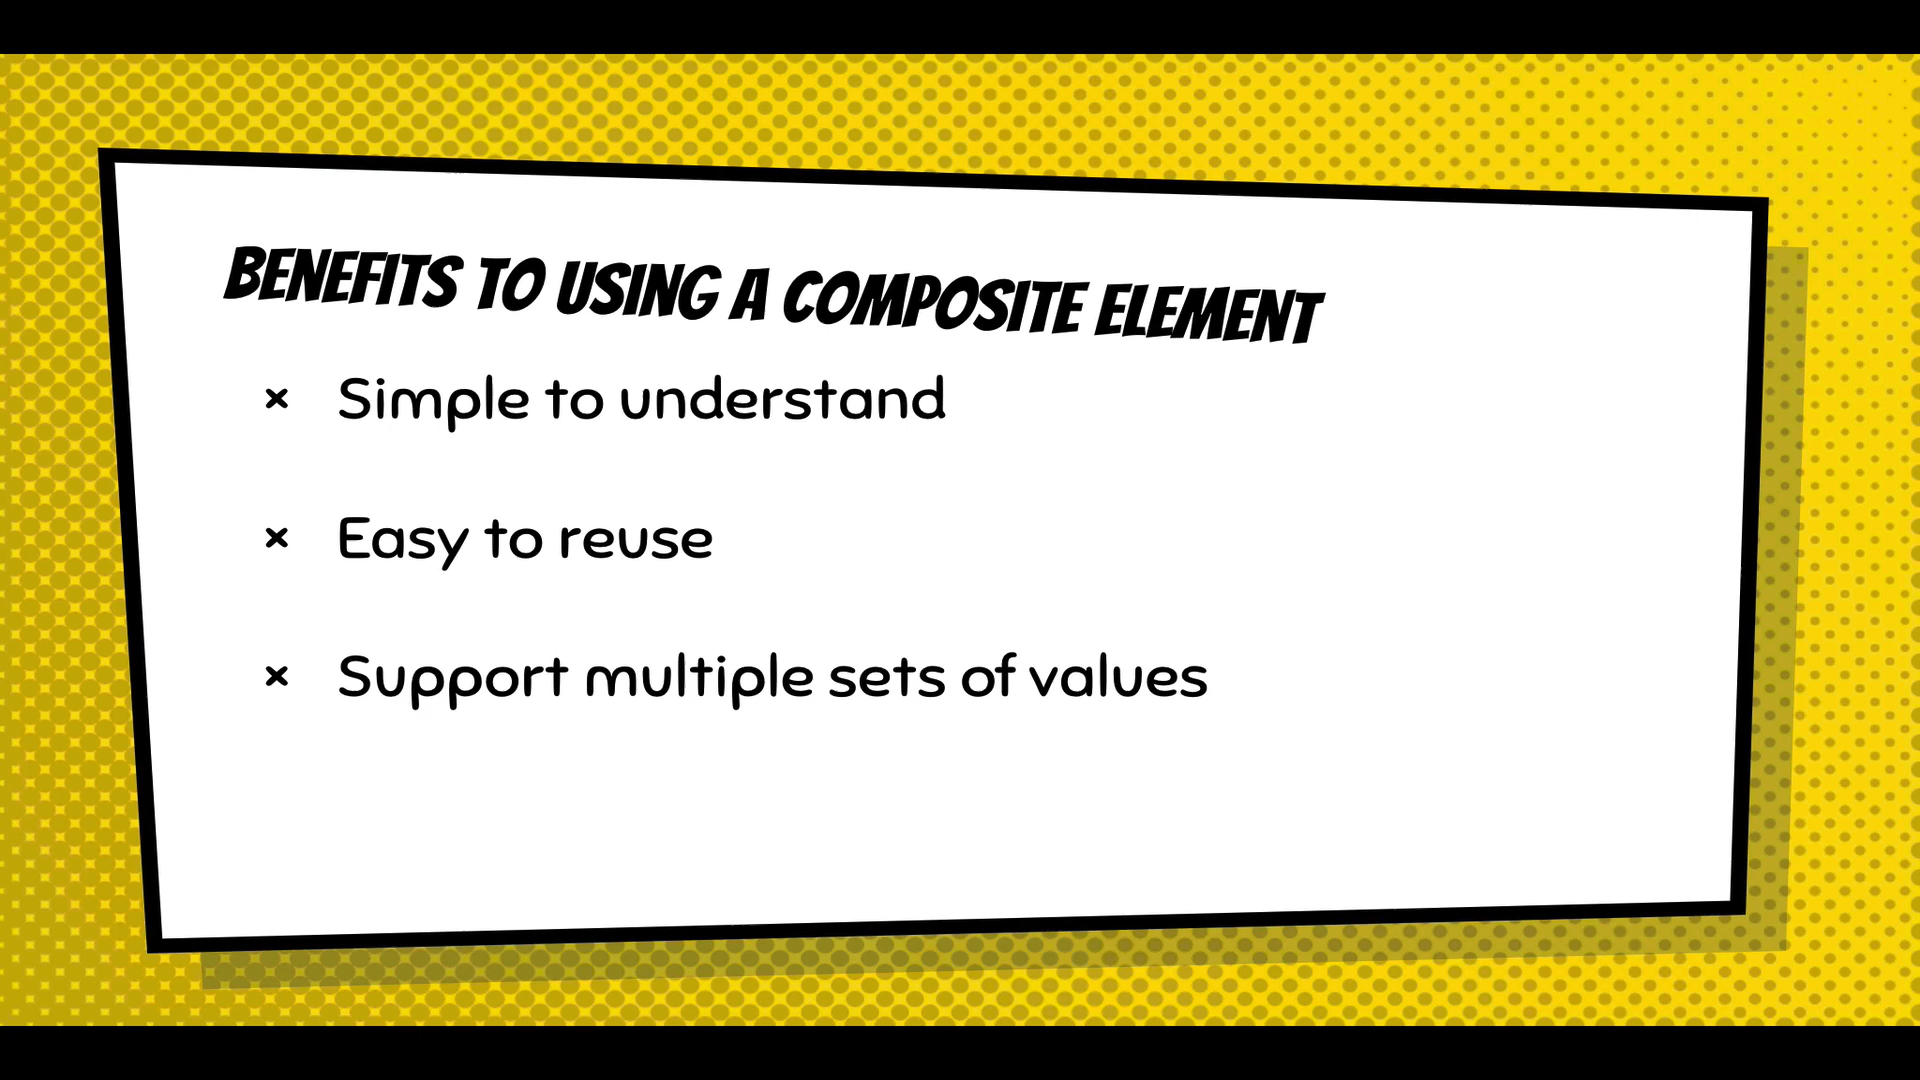 BENEFITS TO USING A COMPOSITE ELEMENT
× Simple to understand
× Easy to reuse
× Support multiple sets of values